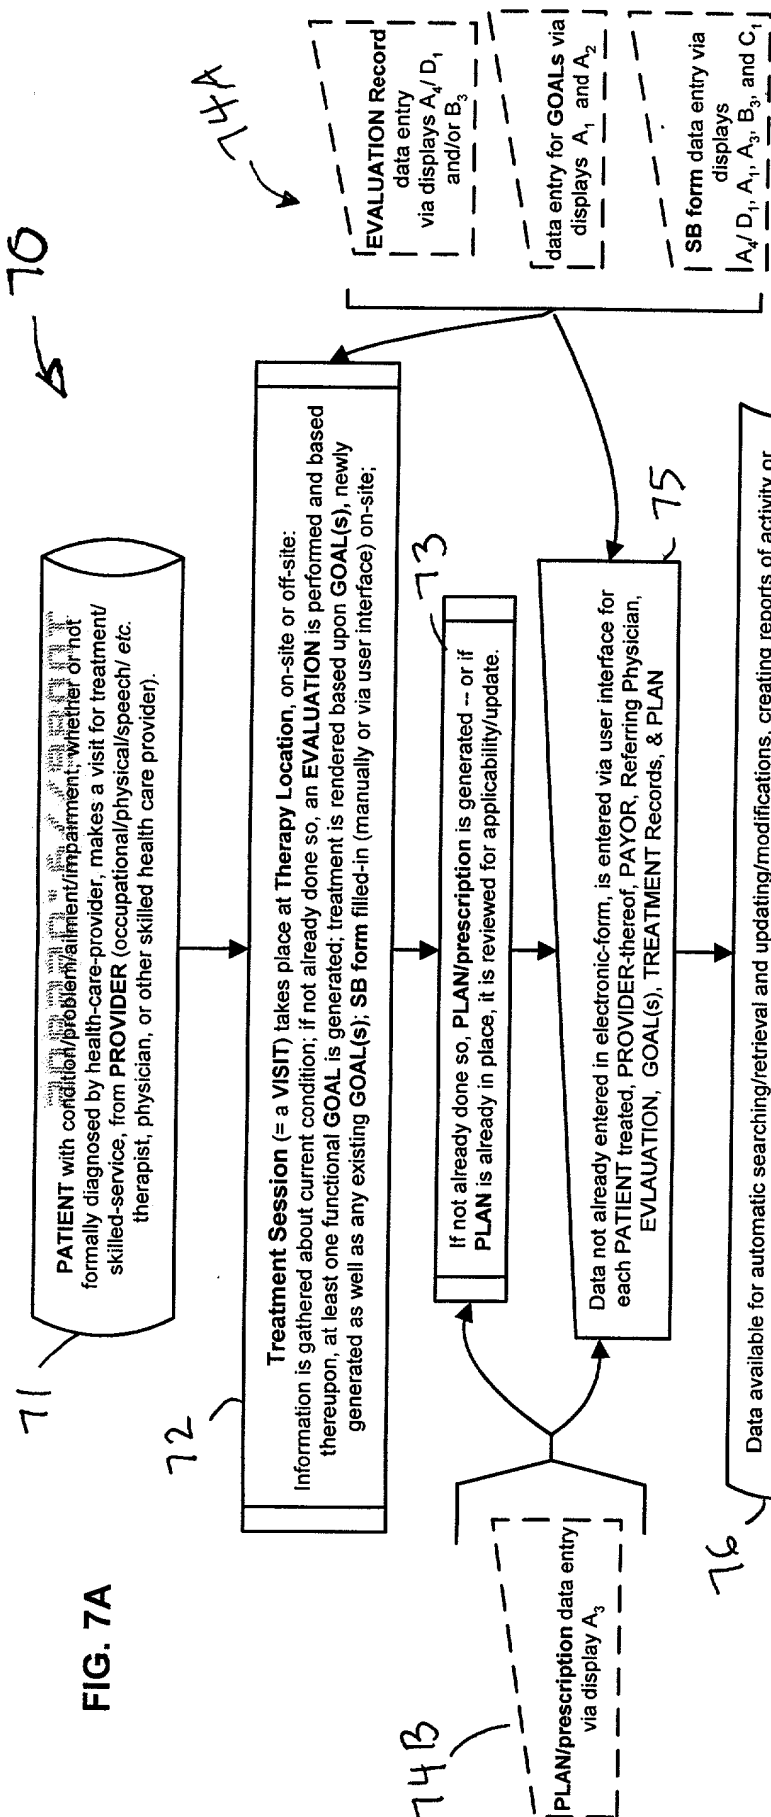 FIG. 7A
70
71
PATIENT with condition/problem/ailment/impairment, whether or not
formally diagnosed by health-care-provider, makes a visit for treatment/
skilled-service, from PROVIDER (occupational/physical/speech/ etc.
therapist, physician, or other skilled health care provider).
72
Treatment Session (= a VISIT) takes place at Therapy Location, on-site or off-site:
Information is gathered about current condition; if not already done so, an EVALUATION is performed and based
thereupon, at least one functional GOAL is generated; treatment is rendered based upon GOAL(s), newly
generated as well as any existing GOAL(s); SB form filled-in (manually or via user interface) on-site;
74A
EVALUATION Record
data entry
via displays A4/ D1
and/or B3
data entry for GOALs via
displays A1 and A2
SB form data entry via
displays
A4/ D1, A1, A3, B3, and C1
73
If not already done so, PLAN/prescription is generated -- or if
PLAN is already in place, it is reviewed for applicability/update.
74B
PLAN/prescription data entry
via display A3
75
Data not already entered in electronic-form, is entered via user interface for
each PATIENT treated, PROVIDER-thereof, PAYOR, Referring Physician,
EVLAUATION, GOAL(s), TREATMENT Records, & PLAN
76
Data available for automatic searching/retrieval and updating/modifications, creating reports of activity or